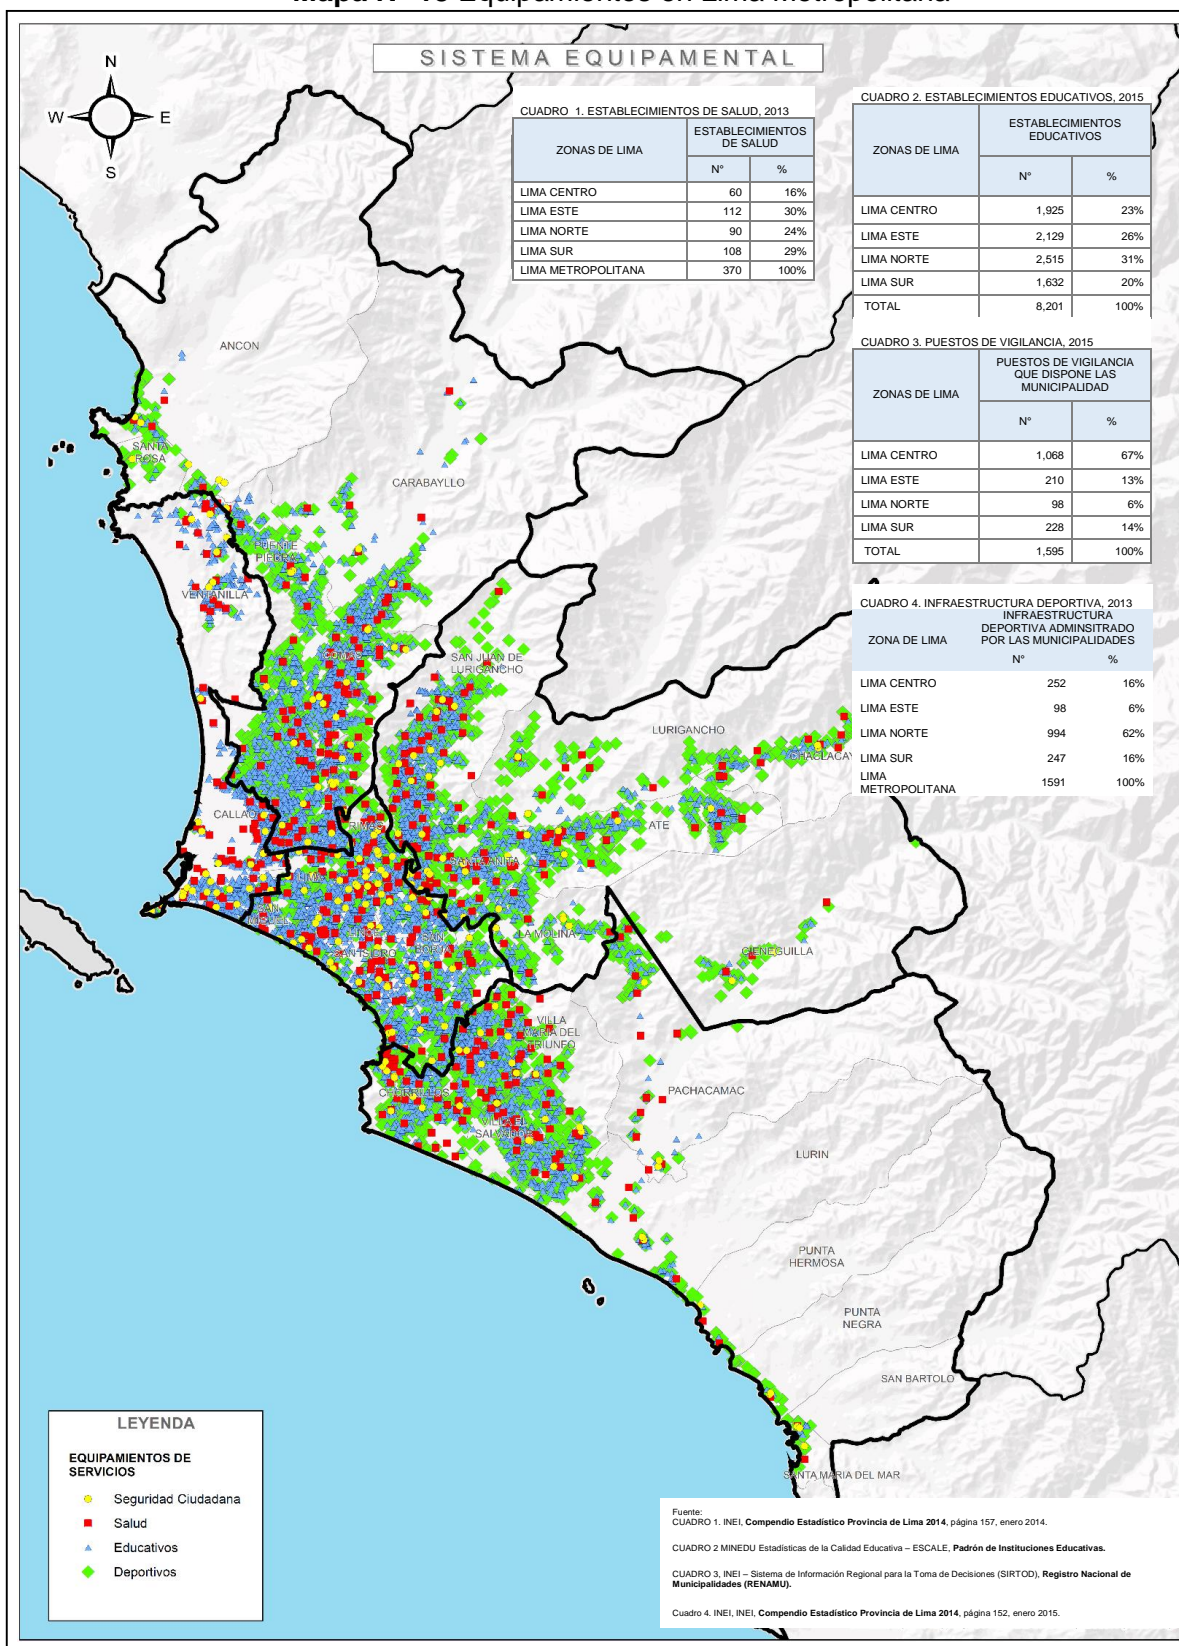 SISTEMA EQUIPAMENTAL
N
W
E
S
CUADRO 1. ESTABLECIMIENTOS DE SALUD, 2013
ZONAS DE LIMA
ESTABLECIMIENTOS
DE SALUD
N° %
LIMA CENTRO 60 16%
LIMA ESTE 112 30%
LIMA NORTE 90 24%
LIMA SUR 108 29%
LIMA METROPOLITANA 370 100%
CUADRO 2. ESTABLECIMIENTOS EDUCATIVOS, 2015
ZONAS DE LIMA
ESTABLECIMIENTOS
EDUCATIVOS
N° %
LIMA CENTRO 1,925 23%
LIMA ESTE 2,129 26%
LIMA NORTE 2,515 31%
LIMA SUR 1,632 20%
TOTAL 8,201 100%
CUADRO 3. PUESTOS DE VIGILANCIA, 2015
ZONAS DE LIMA
PUESTOS DE VIGILANCIA
QUE DISPONE LAS
MUNICIPALIDAD
N° %
LIMA CENTRO 1,068 67%
LIMA ESTE 210 13%
LIMA NORTE 98 6%
LIMA SUR 228 14%
TOTAL 1,595 100%
CUADRO 4. INFRAESTRUCTURA DEPORTIVA, 2013
ZONA DE LIMA
INFRAESTRUCTURA
DEPORTIVA ADMINSITRADO
POR LAS MUNICIPALIDADES
N° %
LIMA CENTRO 252 16%
LIMA ESTE 98 6%
LIMA NORTE 994 62%
LIMA SUR 247 16%
LIMA
METROPOLITANA 1591 100%
ANCON
SANTA
ROSA
CARABAYLLO
PUENTE
PIEDRA
VENTANILLA
COMAS
SAN JUAN DE
LURIGANCHO
LURIGANCHO
CHACLACAY
CALLAO
RIMAC
ATE
SANTA ANITA
LIMA
SAN
MIGUEL
LINCE
SAN ISIDRO
SAN
BORJA
LA MOLINA
CIENEGUILLA
VILLA
MARIA DEL
TRIUNFO
PACHACAMAC
CHORRILLOS
VILLA EL
SALVADOR
LURIN
PUNTA
HERMOSA
PUNTA
NEGRA
SAN BARTOLO
SANTA MARIA DEL MAR
LEYENDA
EQUIPAMIENTOS DE
SERVICIOS
Seguridad Ciudadana
Salud
Educativos
Deportivos
Fuente:
CUADRO 1. INEI, Compendio Estadístico Provincia de Lima 2014, página 157, enero 2014.
CUADRO 2 MINEDU Estadísticas de la Calidad Educativa – ESCALE, Padrón de Instituciones Educativas.
CUADRO 3, INEI – Sistema de Información Regional para la Toma de Decisiones (SIRTOD), Registro Nacional de
Municipalidades (RENAMU).
Cuadro 4. INEI, INEI, Compendio Estadístico Provincia de Lima 2014, página 152, enero 2015.